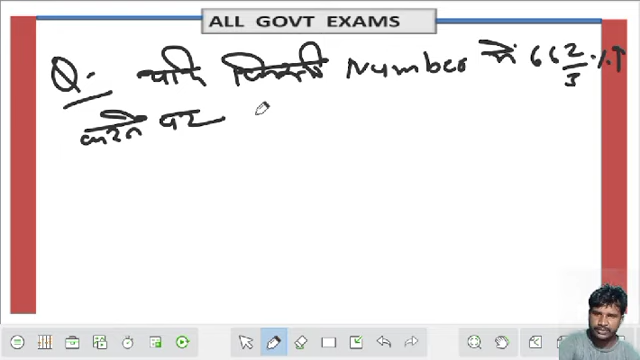 ALL GOVT EXAMS
Q. यदि किसी Number में 66 2/3 % ↑
करने पर